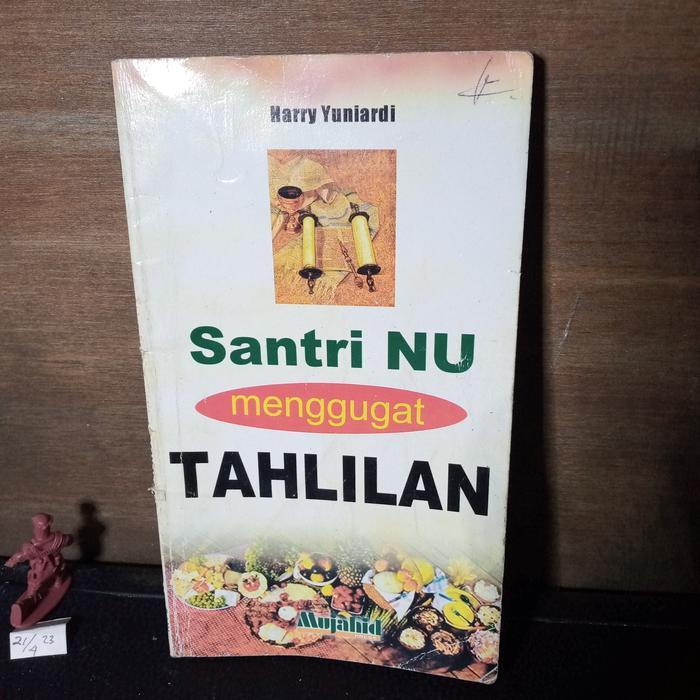 Harry Yuniardi
Santri NU
menggugat
TAHLILAN
Mujahid
21/4 23